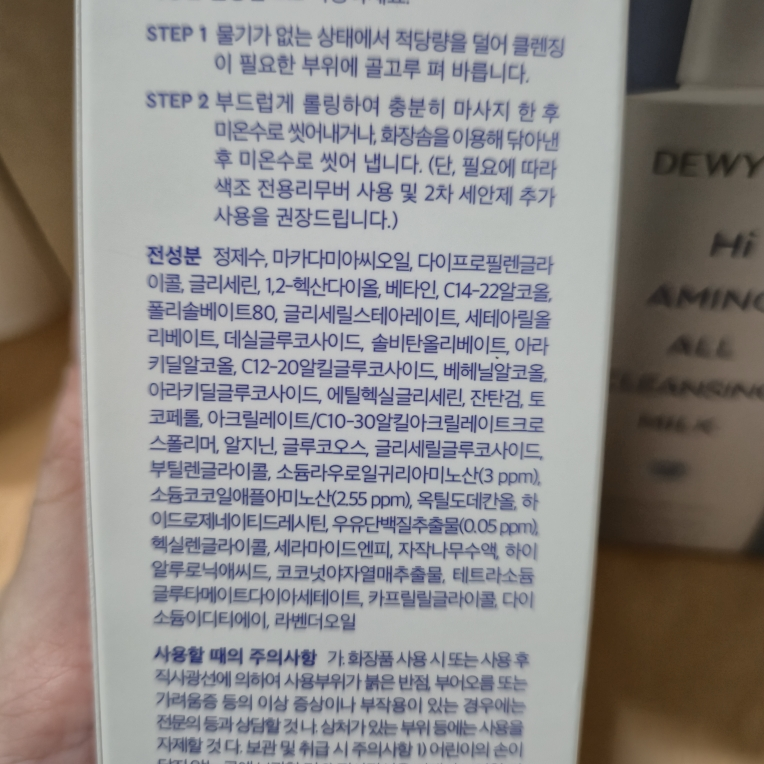 STEP 1 물기가 없는 상태에서 적당량을 덜어 클렌징
이 필요한 부위에 골고루 펴 바릅니다.
STEP 2 부드럽게 롤링하여 충분히 마사지 한 후
미온수로 씻어내거나, 화장솜을 이용해 닦아낸
후 미온수로 씻어 냅니다. (단, 필요에 따라
색조 전용리무버 사용 및 2차 세안제 추가
사용을 권장드립니다.)
전성분 정제수, 마카다미아씨오일, 다이프로필렌글라
이콜, 글리세린, 1,2-헥산다이올, 베타인, C14-22알코올,
폴리솔베이트80, 글리세릴스테아레이트, 세테아릴올
리베이트, 데실글루코사이드, 솔비탄올리베이트, 아라
키딜알코올, C12-20알킬글루코사이드, 베헤닐알코올,
아라키딜글루코사이드, 에틸헥실글리세린, 잔탄검, 토
코페롤, 아크릴레이트/C10-30알킬아크릴레이트크로
스폴리머, 알지닌, 글루코오스, 글리세릴글루코사이드,
부틸렌글라이콜, 소듐라우로일귀리아미노산(3 ppm),
소듐코코일애플아미노산(2.55 ppm), 옥틸도데칸올, 하
이드로제네이티드레시틴, 우유단백질추출물(0.05 ppm),
헥실렌글라이콜, 세라마이드엔피, 자작나무수액, 하이
알루로닉애씨드, 코코넛야자열매추출물, 테트라소듐
글루타메이트다이아세테이트, 카프릴릴글라이콜, 다이
소듐이디티에이, 라벤더오일
사용할 때의 주의사항 가. 화장품 사용 시 또는 사용 후
직사광선에 의하여 사용부위가 붉은 반점, 부어오름 또는
가려움증 등의 이상 증상이나 부작용이 있는 경우에는
전문의 등과 상담할 것 나. 상처가 있는 부위 등에는 사용을
자제할 것 다. 보관 및 취급 시 주의사항 1) 어린이의 손이
DEWY
Hi
AMINO
ALL
CLEANSING
MILK